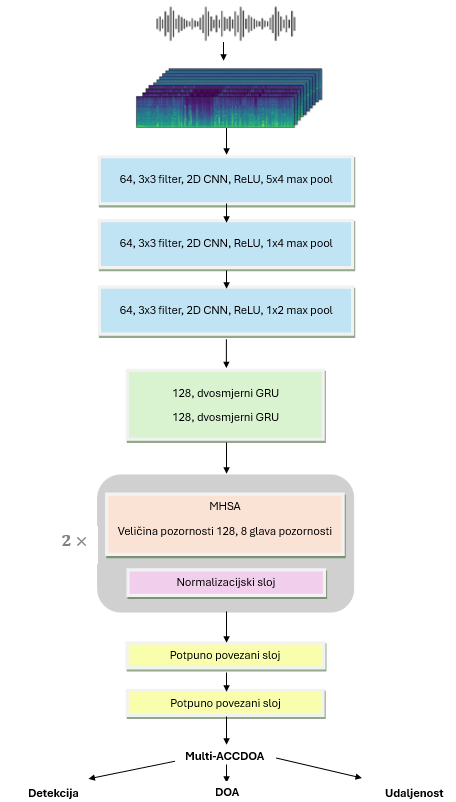 64, 3x3 filter, 2D CNN, ReLU, 5x4 max pool
64, 3x3 filter, 2D CNN, ReLU, 1x4 max pool
64, 3x3 filter, 2D CNN, ReLU, 1x2 max pool
128, dvosmjerni GRU
128, dvosmjerni GRU
MHSA
2 ×
Veličina pozornosti 128, 8 glava pozornosti
Normalizacijski sloj
Potpuno povezani sloj
Potpuno povezani sloj
Multi-ACCDOA
Detekcija
DOA
Udaljenost